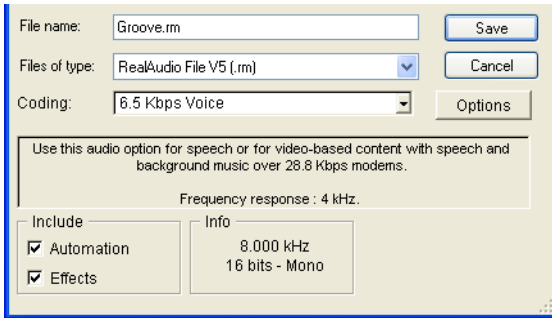 File name: Groove.rm Save
Files of type: RealAudio File V5 (.rm) Cancel
Coding: 6.5 Kbps Voice Options
Use this audio option for speech or for video-based content with speech and
background music over 28.8 Kbps modems.
Frequency response : 4 kHz.
Include Info
Automation 8.000 kHz
16 bits - Mono
Effects